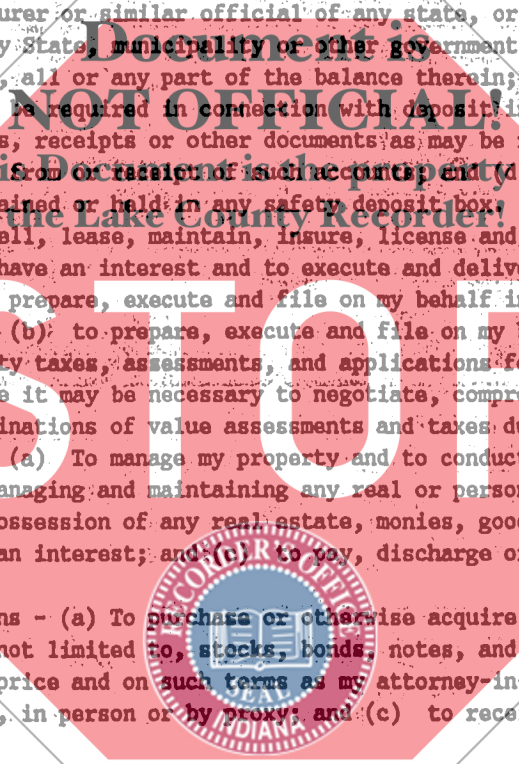 urer or similar official of any state, or
Document is
y State, municipality or other government
, all or any part of the balance therein;
NOT OFFICIAL!
be required in connection with deposit
s, receipts or other documents as may be
is Document is the property
from or receipt of such accounts; and
the Lake County Recorder!
ained or held in any safety deposit box.
ell, lease, maintain, insure, license and
have an interest and to execute and delive
prepare, execute and file on my behalf i
(b) to prepare, execute and file on my
ty taxes, assessments, and applications fo
STOP
e it may be necessary to negotiate, compr
inations of value assessments and taxes du
(a) To manage my property and to conduct
anaging and maintaining any real or person
ossession of any real estate, monies, good
an interest; and (c) to pay, discharge or
RECORDER'S OFFICE
ns - (a) To purchase or otherwise acquire
not limited to, stocks, bonds, notes, and
price and on such terms as my attorney-in
SEAL
, in person or by proxy; and (c) to rece
INDIANA